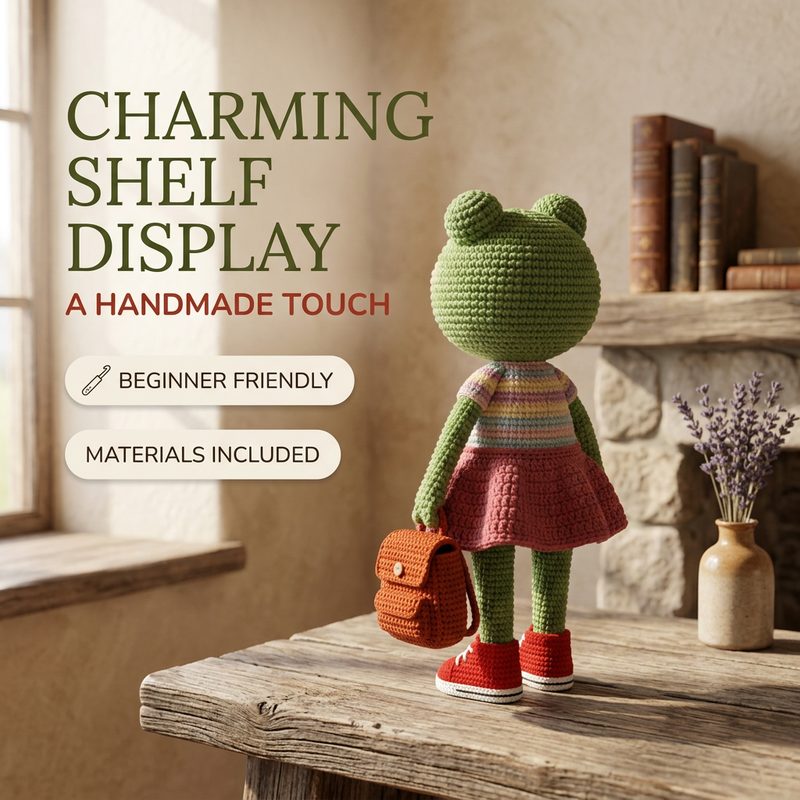 CHARMING
SHELF
DISPLAY
A HANDMADE TOUCH
BEGINNER FRIENDLY
MATERIALS INCLUDED